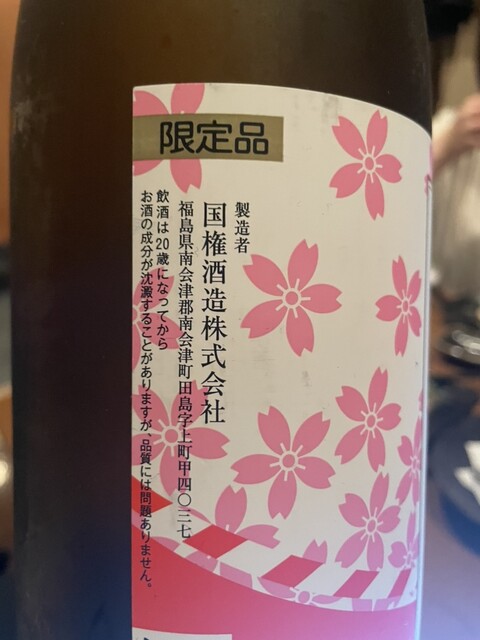 限定品
製造者
国権酒造株式会社
福島県南会津郡南会津町田島字上町甲四〇三七
飲酒は20歳になってから
お酒の成分が沈澱することがありますが、品質には問題ありません。